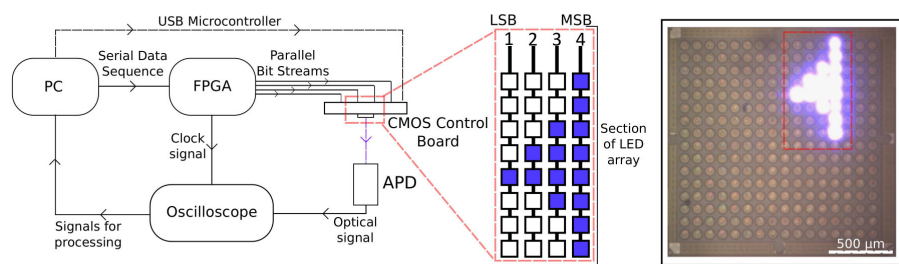 USB Microcontroller
LSB
MSB
1 2 3 4
Serial Data
Sequence
Parallel
Bit Streams
PC
FPGA
CMOS Control
Board
Section
of LED
array
Clock
signal
APD
Oscilloscope
Signals for
processing
Optical
signal
500 μm